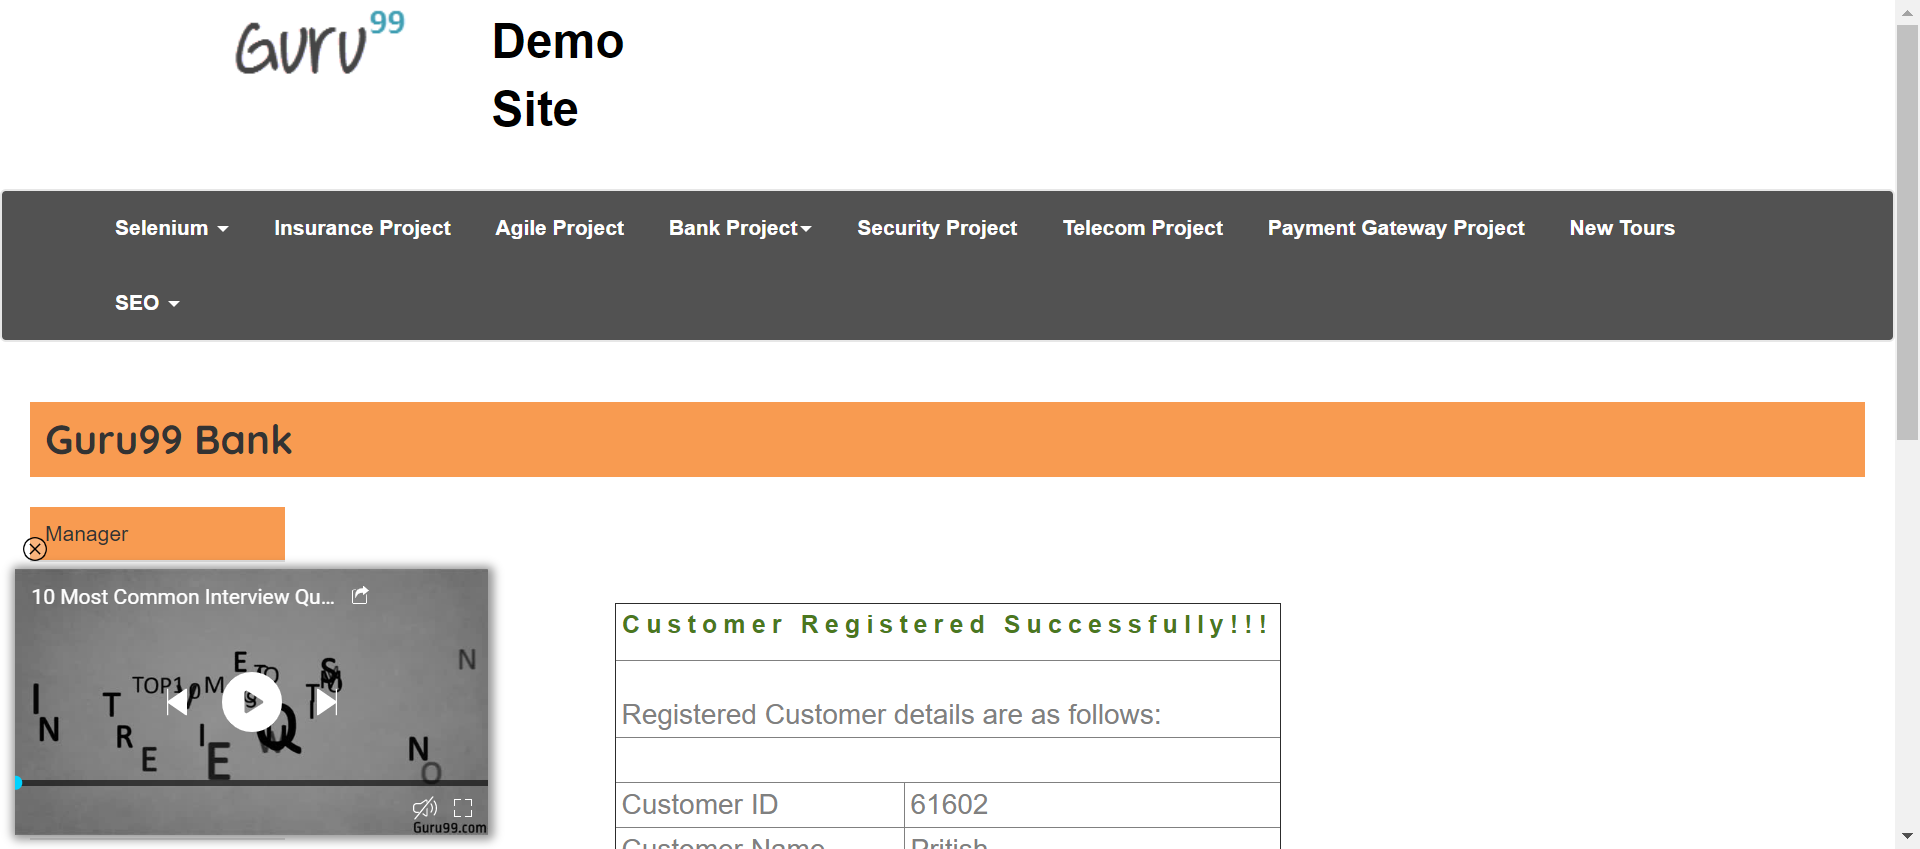 Guru99
Demo
Site
Selenium
Insurance Project
Agile Project
Bank Project
Security Project
Telecom Project
Payment Gateway Project
New Tours
SEO
Guru99 Bank
Manager
10 Most Common Interview Qu...
TOP10
Guru99.com
Customer Registered Successfully!!!
Registered Customer details are as follows:
Customer ID 61602
Customer Name Pritish